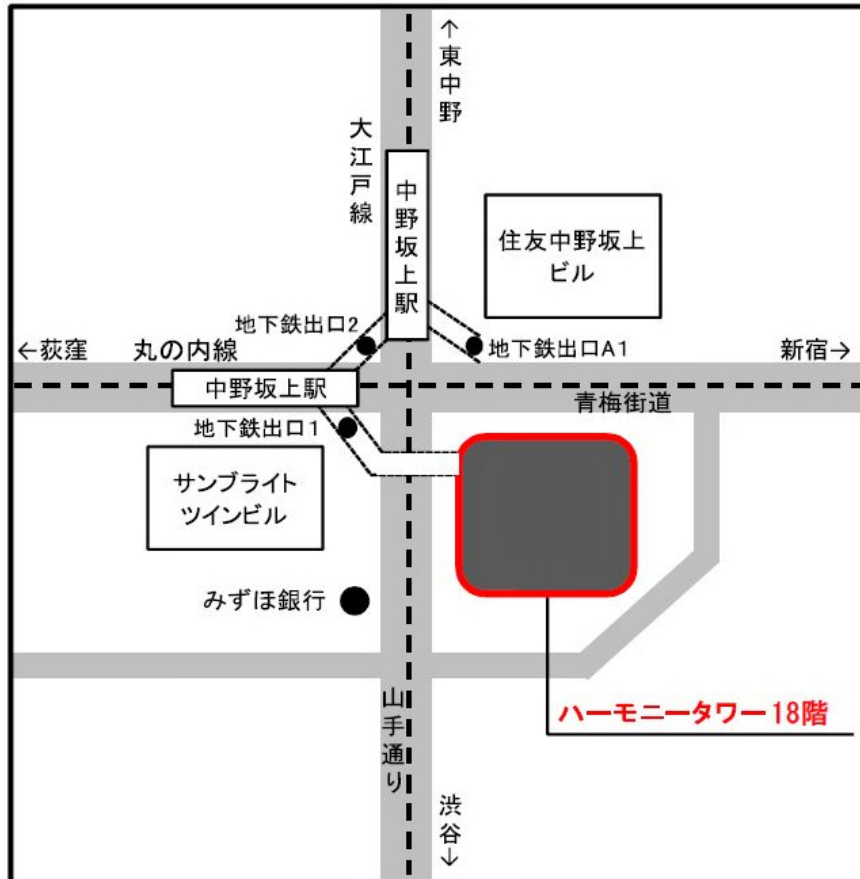 ↑東中野
大江戸線
中野坂上駅
住友中野坂上
ビル
地下鉄出口2
地下鉄出口A1
←荻窪
丸の内線
新宿→
中野坂上駅
青梅街道
地下鉄出口1
サンブライト
ツインビル
みずほ銀行
ハーモニータワー18階
山手通り
渋谷↓